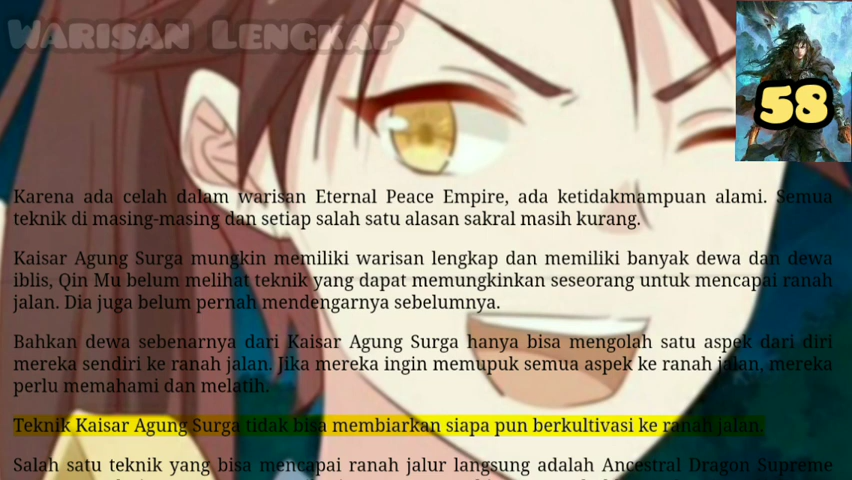 Warisan Lengkap
58
Karena ada celah dalam warisan Eternal Peace Empire, ada ketidakmampuan alami. Semua
teknik di masing-masing dan setiap salah satu alasan sakral masih kurang.
Kaisar Agung Surga mungkin memiliki warisan lengkap dan memiliki banyak dewa dan dewa
iblis, Qin Mu belum melihat teknik yang dapat memungkinkan seseorang untuk mencapai ranah
jalan. Dia juga belum pernah mendengarnya sebelumnya.
Bahkan dewa sebenarnya dari Kaisar Agung Surga hanya bisa mengolah satu aspek dari diri
mereka sendiri ke ranah jalan. Jika mereka ingin memupuk semua aspek ke ranah jalan, mereka
perlu memahami dan melatih.
Teknik Kaisar Agung Surga tidak bisa membiarkan siapa pun berkultivasi ke ranah jalan.
Salah satu teknik yang bisa mencapai ranah jalur langsung adalah Ancestral Dragon Supreme